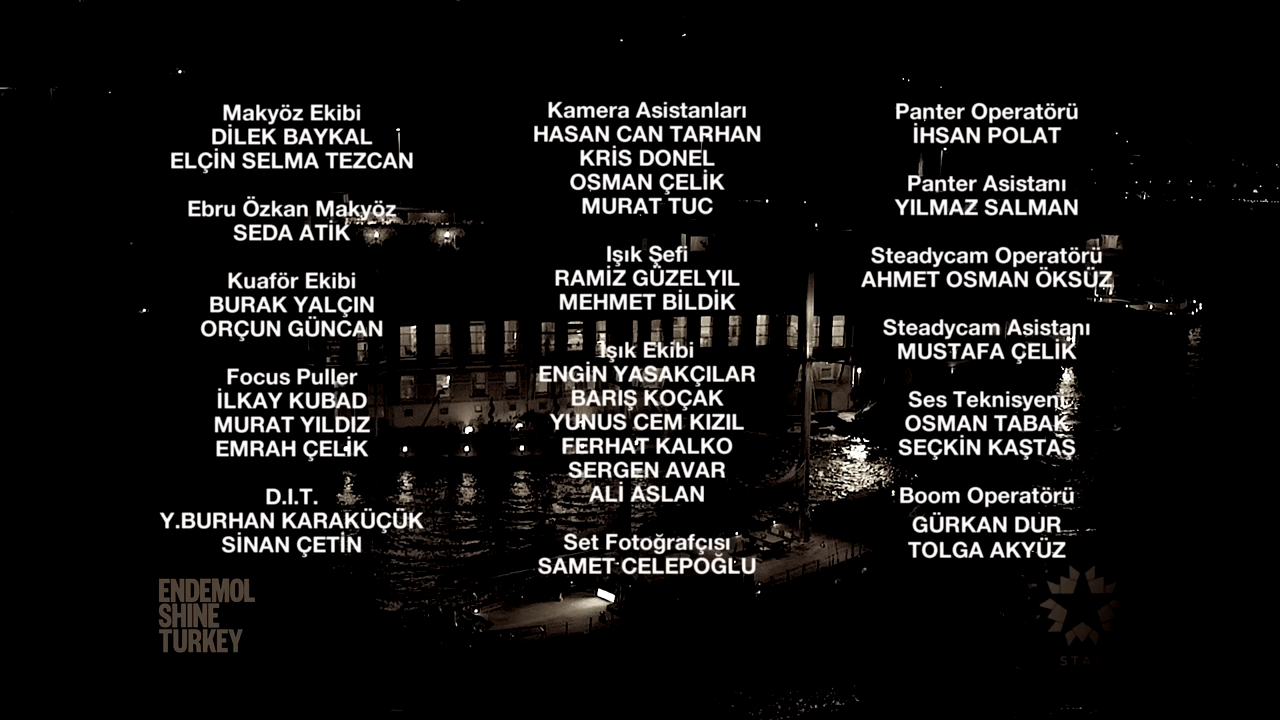 Makyöz Ekibi
DİLEK BAYKAL
ELÇİN SELMA TEZCAN
Ebru Özkan Makyöz
SEDA ATİK
Kuaför Ekibi
BURAK YALÇIN
ORÇUN GÜNCAN
Focus Puller
İLKAY KUBAD
MURAT YILDIZ
EMRAH ÇELİK
D.I.T.
Y.BURHAN KARAKÜÇÜK
SİNAN ÇETİN
Kamera Asistanları
HASAN CAN TARHAN
KRİS DONEL
OSMAN ÇELİK
MURAT TUC
Işık Şefi
RAMİZ GÜZELYIL
MEHMET BİLDİK
Işık Ekibi
ENGİN YASAKÇILAR
BARIŞ KOÇAK
YUNUS CEM KIZIL
FERHAT KALKO
SERGEN AVAR
ALİ ASLAN
Set Fotoğrafçısı
SAMET CELEPOĞLU
Panter Operatörü
İHSAN POLAT
Panter Asistanı
YILMAZ SALMAN
Steadycam Operatörü
AHMET OSMAN ÖKSÜZ
Steadycam Asistanı
MUSTAFA ÇELİK
Ses Teknisyeni
OSMAN TABAK
SEÇKİN KAŞTAŞ
Boom Operatörü
GÜRKAN DUR
TOLGA AKYÜZ
ENDEMOL
SHINE
TURKEY